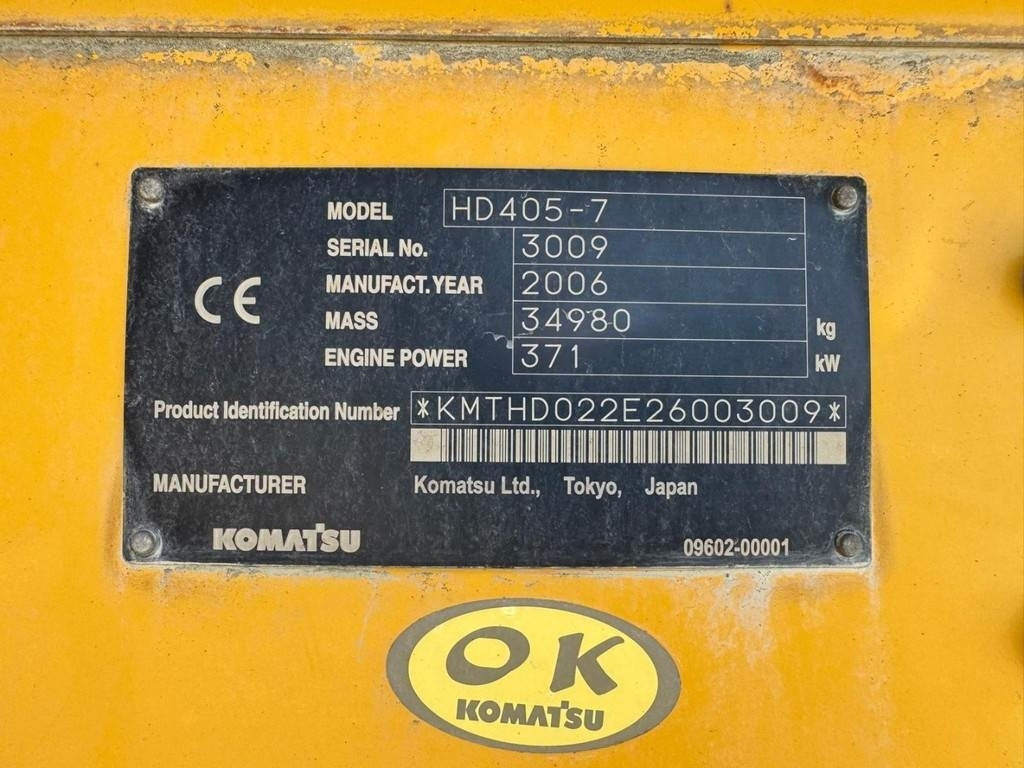 MODEL HD405-7
SERIAL No. 3009
MANUFACT.YEAR 2006
MASS 34980 kg
ENGINE POWER 371 kW
CE
Product Identification Number *KMTHD022E26003009*
MANUFACTURER Komatsu Ltd., Tokyo, Japan
KOMATSU 09602-00001
OK
KOMATSU